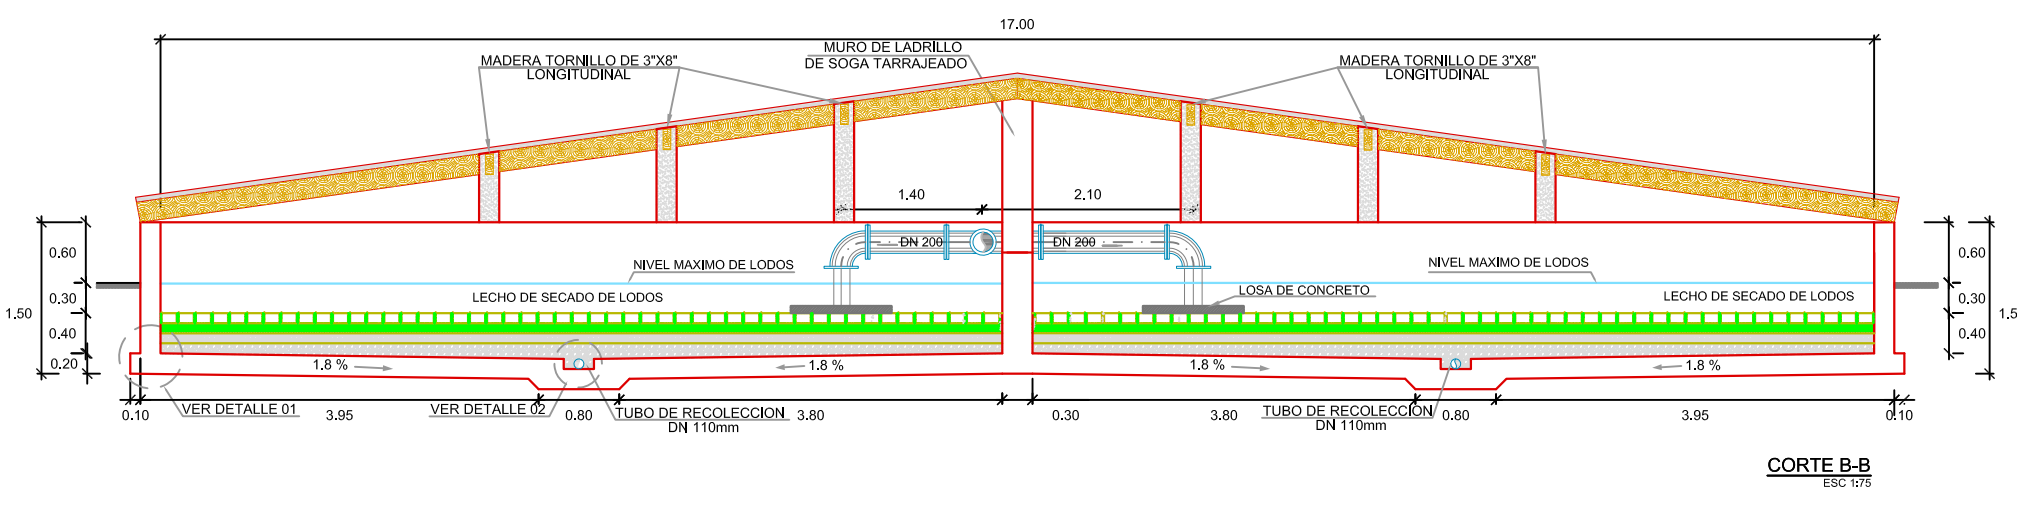 17.00
MADERA TORNILLO DE 3"X8"
LONGITUDINAL
MURO DE LADRILLO
DE SOGA TARRAJEADO
MADERA TORNILLO DE 3"X8"
LONGITUDINAL
1.40
2.10
DN 200
DN 200
0.60
0.30
1.50
0.40
0.20
NIVEL MAXIMO DE LODOS
LECHO DE SECADO DE LODOS
NIVEL MAXIMO DE LODOS
LOSA DE CONCRETO
LECHO DE SECADO DE LODOS
0.60
0.30
1.5
0.40
1.8 %
1.8 %
1.8 %
1.8 %
0.10
VER DETALLE 01
3.95
VER DETALLE 02
0.80
TUBO DE RECOLECCION
DN 110mm
3.80
0.30
3.80
TUBO DE RECOLECCION
DN 110mm
0.80
3.95
0.10
CORTE B-B
ESC 1:75